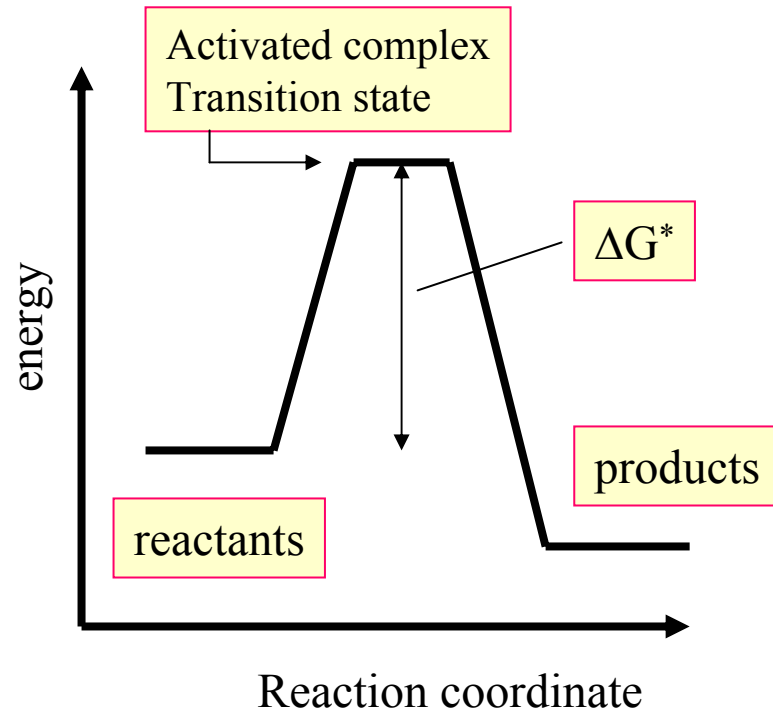 Activated complex
Transition state
ΔG*
energy
products
reactants
Reaction coordinate